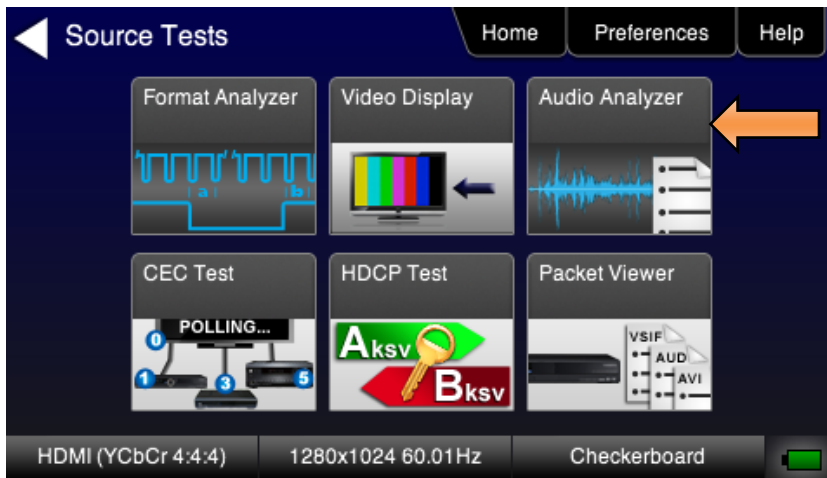 Source Tests
Home
Preferences
Help
Format Analyzer
Video Display
Audio Analyzer
a
b
CEC Test
HDCP Test
Packet Viewer
POLLING...
0
1
3
5
Aksv
Bksv
VSIF
AUD
AVI
HDMI (YCbCr 4:4:4)
1280x1024 60.01Hz
Checkerboard